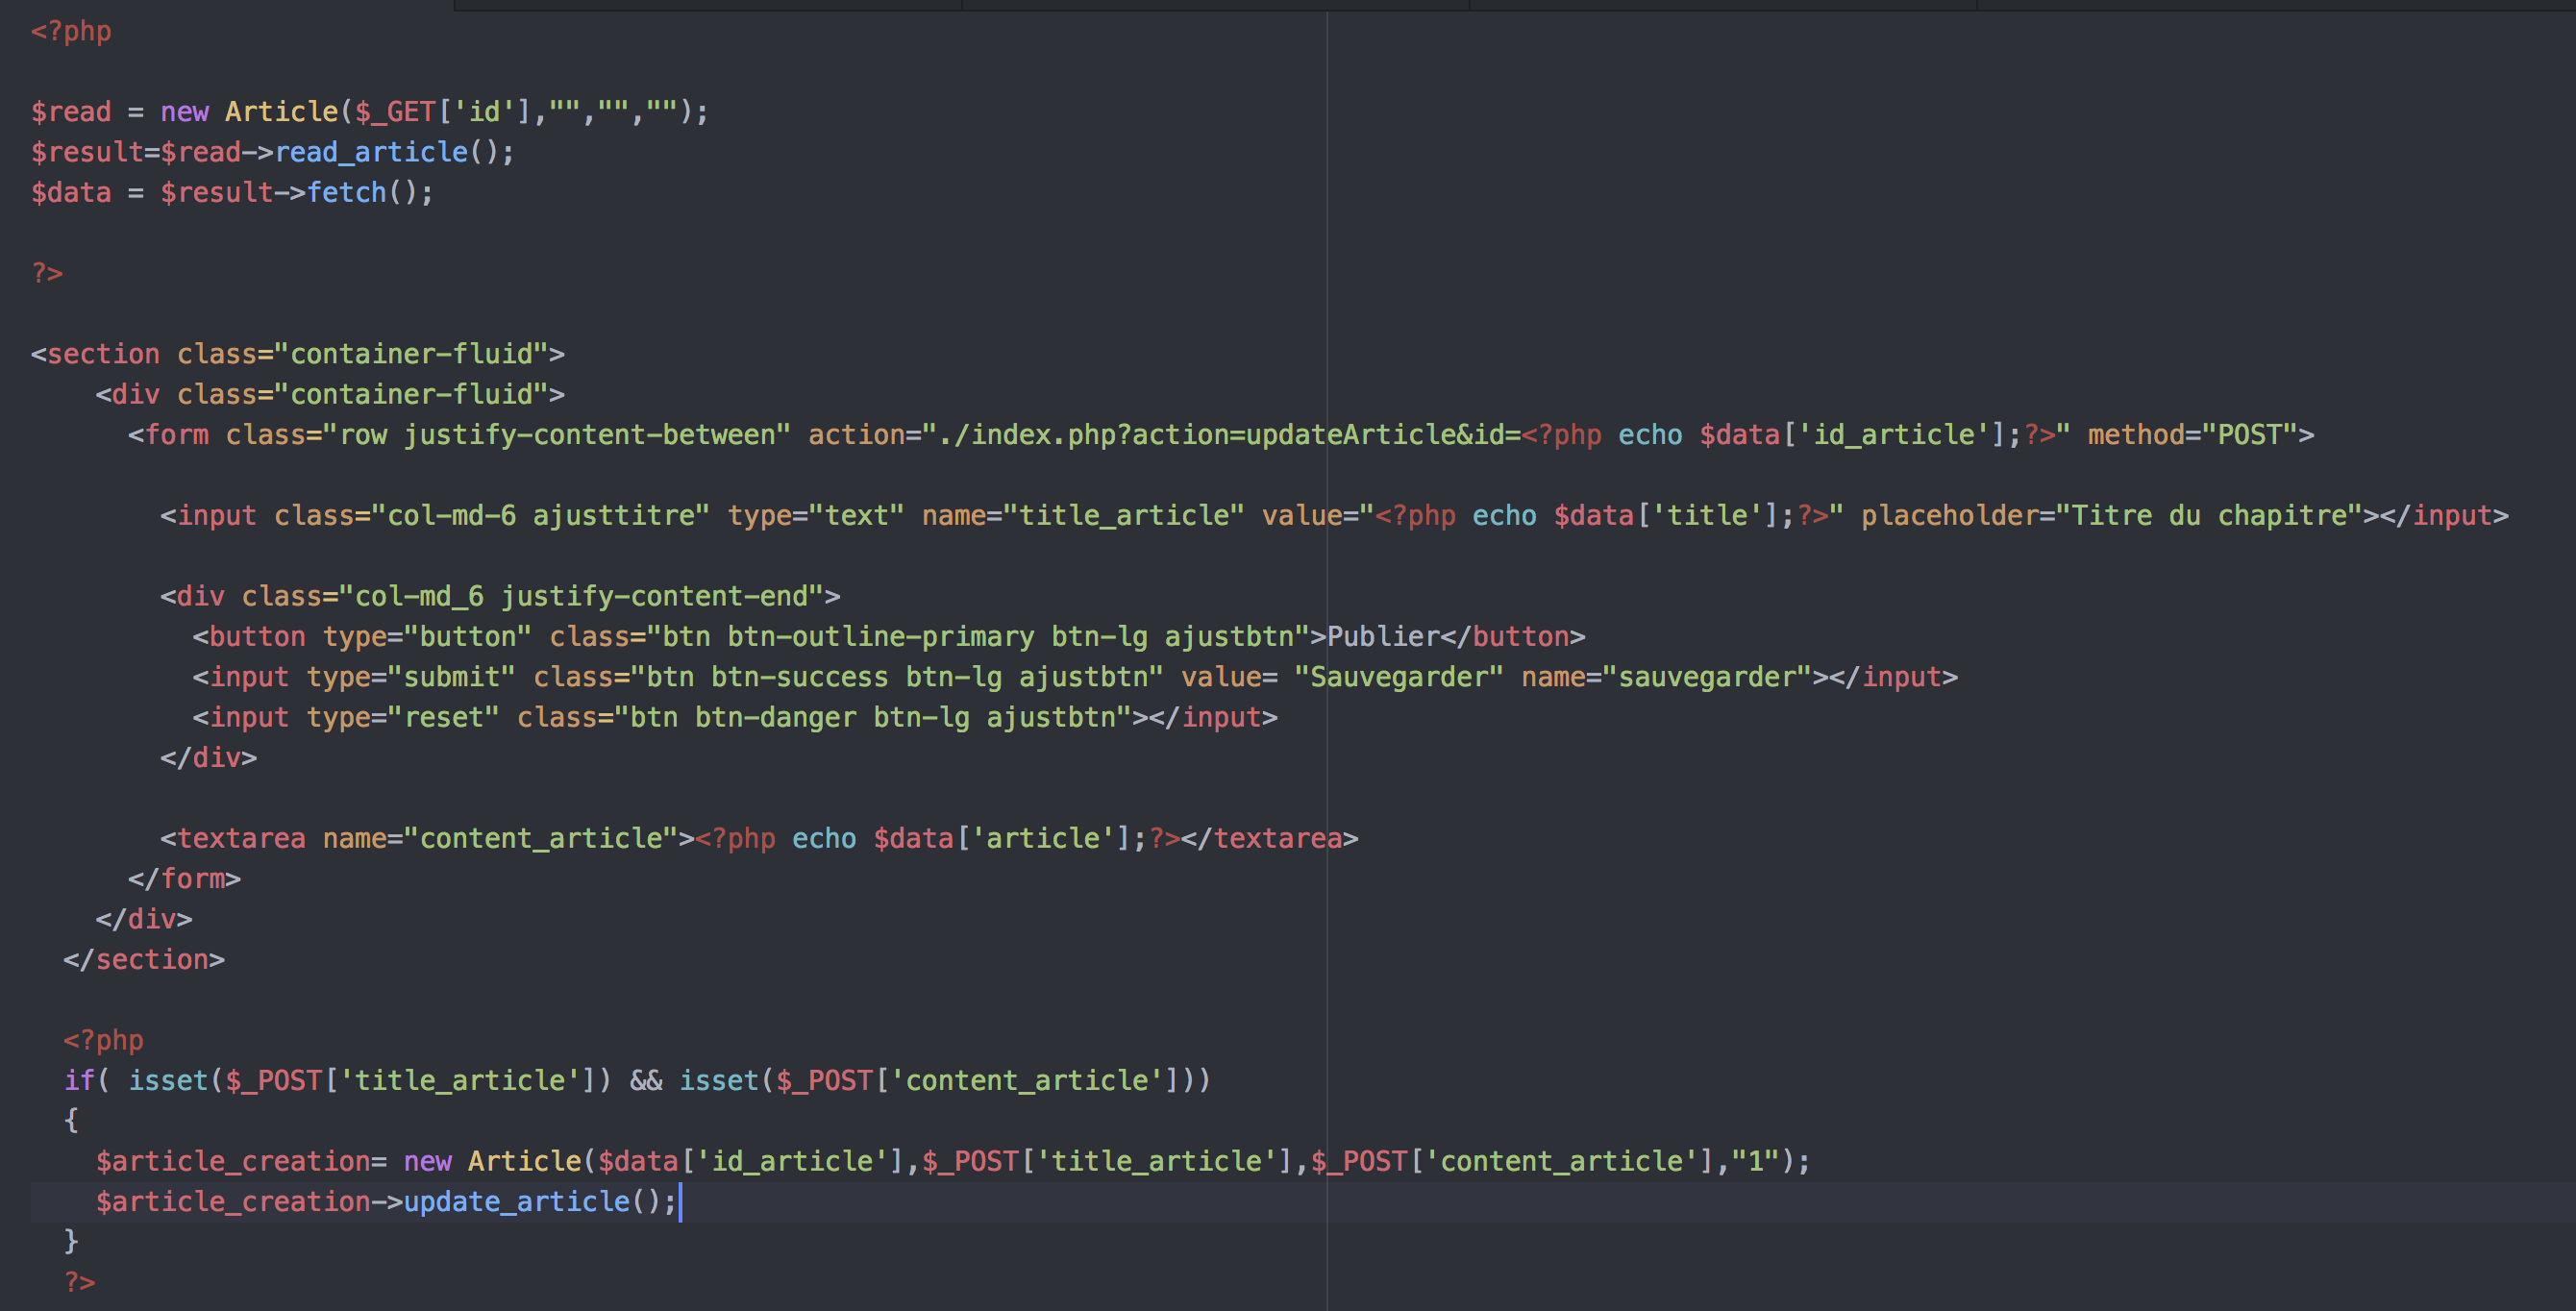 <?php

$read = new Article($_GET['id'],"","","");
$result=$read->read_article();
$data = $result->fetch();

?>

<section class="container-fluid">
    <div class="container-fluid">
      <form class="row justify-content-between" action="./index.php?action=updateArticle&id=<?php echo $data['id_article'];?>" method="POST">

        <input class="col-md-6 ajusttitre" type="text" name="title_article" value="<?php echo $data['title'];?>" placeholder="Titre du chapitre"></input>

        <div class="col-md_6 justify-content-end">
          <button type="button" class="btn btn-outline-primary btn-lg ajustbtn">Publier</button>
          <input type="submit" class="btn btn-success btn-lg ajustbtn" value= "Sauvegarder" name="sauvegarder"></input>
          <input type="reset" class="btn btn-danger btn-lg ajustbtn"></input>
        </div>

        <textarea name="content_article"><?php echo $data['article'];?></textarea>
      </form>
    </div>
  </section>

  <?php
  if( isset($_POST['title_article']) && isset($_POST['content_article']))
  {
    $article_creation= new Article($data['id_article'],$_POST['title_article'],$_POST['content_article'],"1");
    $article_creation->update_article();
  }
  ?>